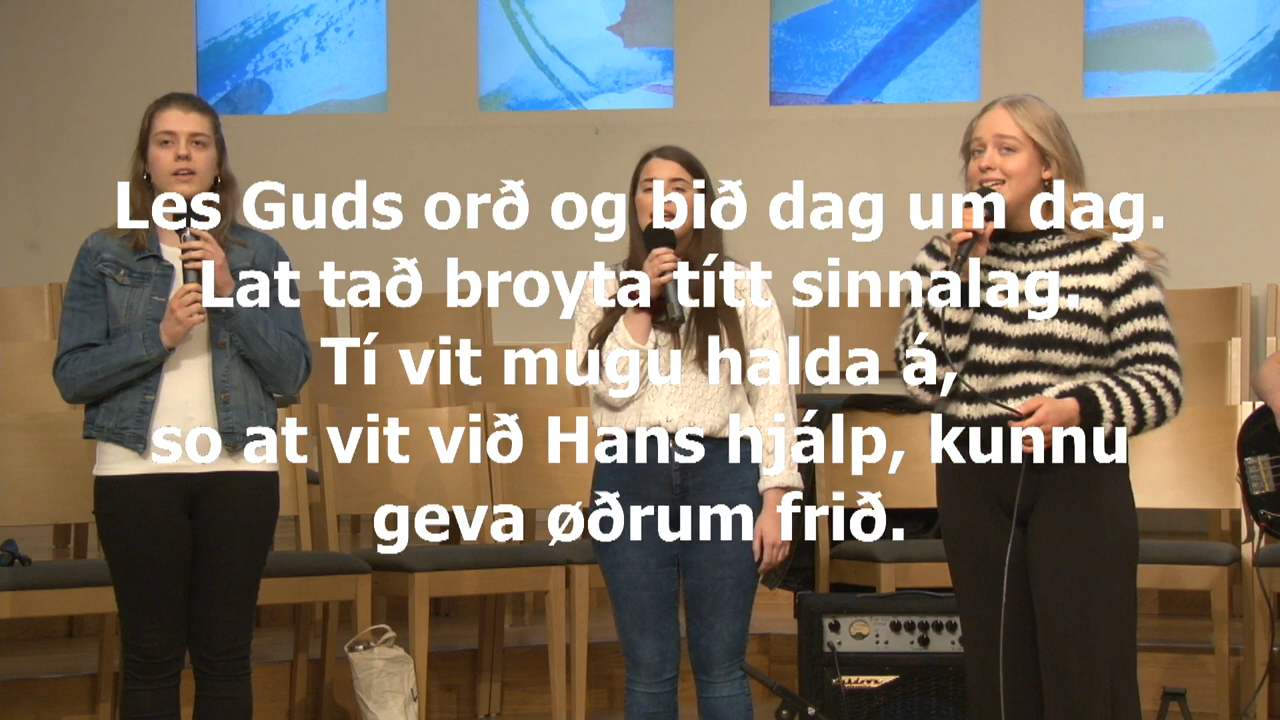 Les Guds orð og bið dag um dag.
Lat tað broyta títt sinnalag.
Tí vit mugu halda á,
so at vit við Hans hjálp, kunnu
geva øðrum frið.